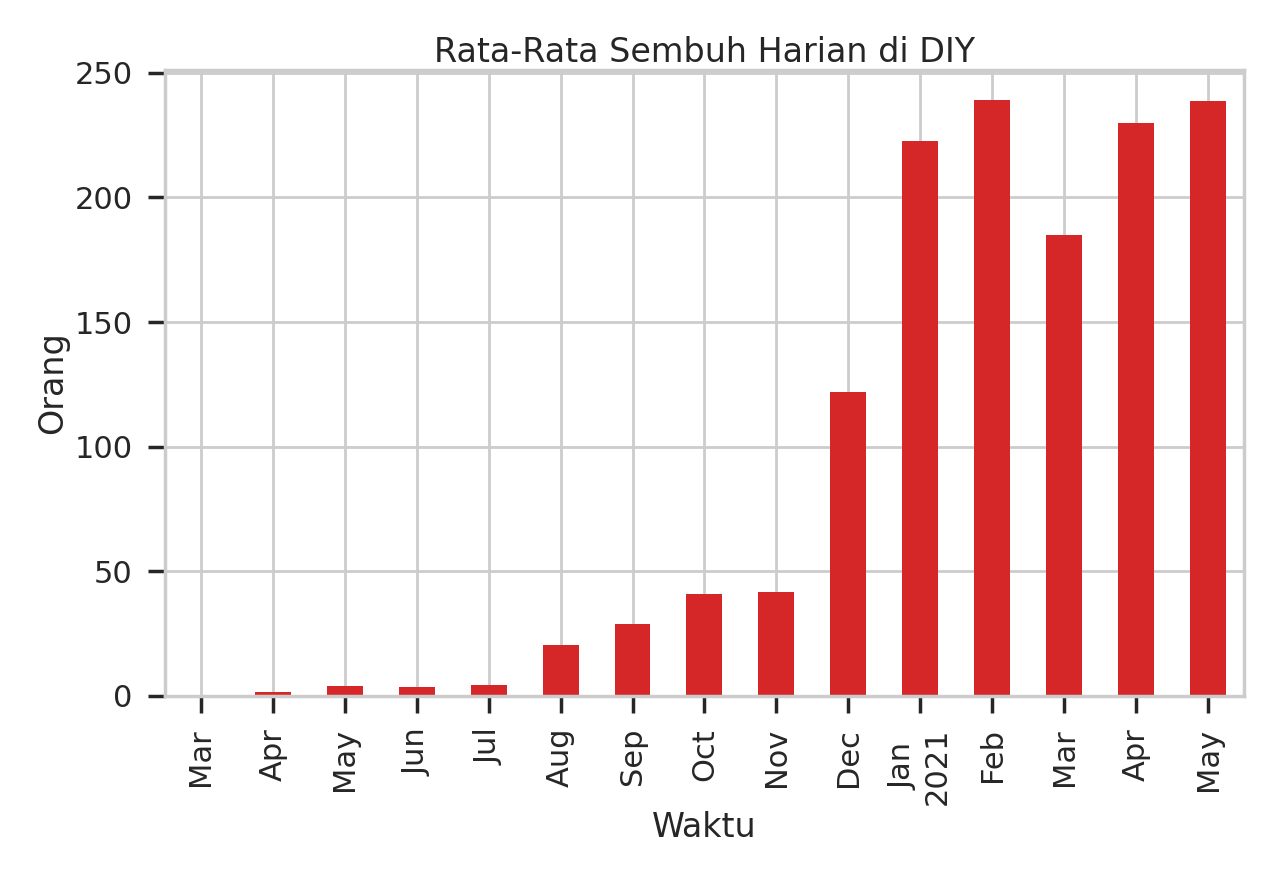 Rata-Rata Sembuh Harian di DIY
250
200
150
100
50
0
Orang
Mar
Apr
May
Jun
Jul
Aug
Sep
Oct
Nov
Dec
Jan
2021
Feb
Mar
Apr
May
Waktu